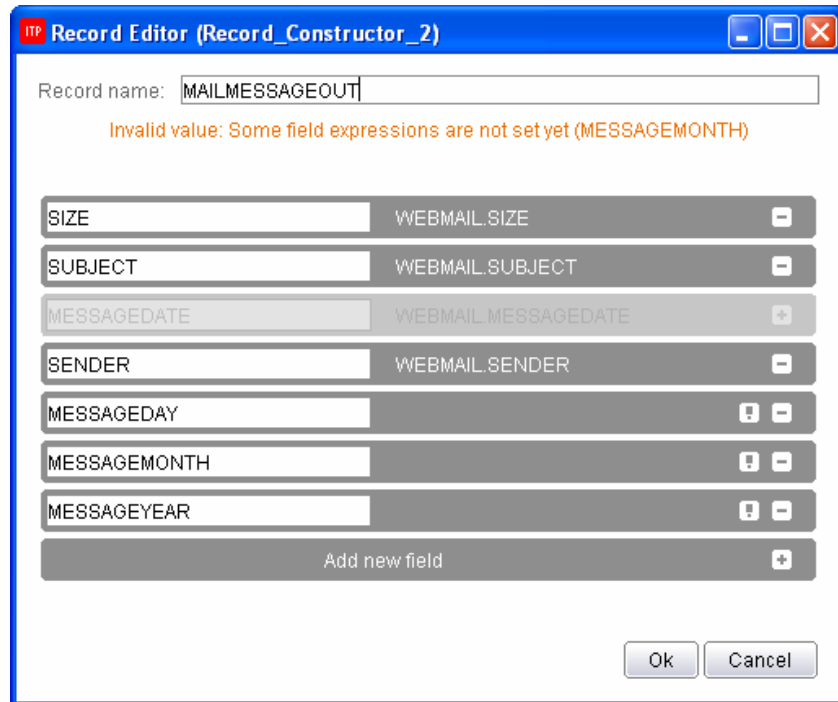 ITP Record Editor (Record_Constructor_2)
Record name: MAILMESSAGEOUT
Invalid value: Some field expressions are not set yet (MESSAGEMONTH)
SIZE WEBMAIL.SIZE
SUBJECT WEBMAIL.SUBJECT
MESSAGEDATE WEBMAIL.MESSAGEDATE
SENDER WEBMAIL.SENDER
MESSAGEDAY
MESSAGEMONTH
MESSAGEYEAR
Add new field
Ok Cancel